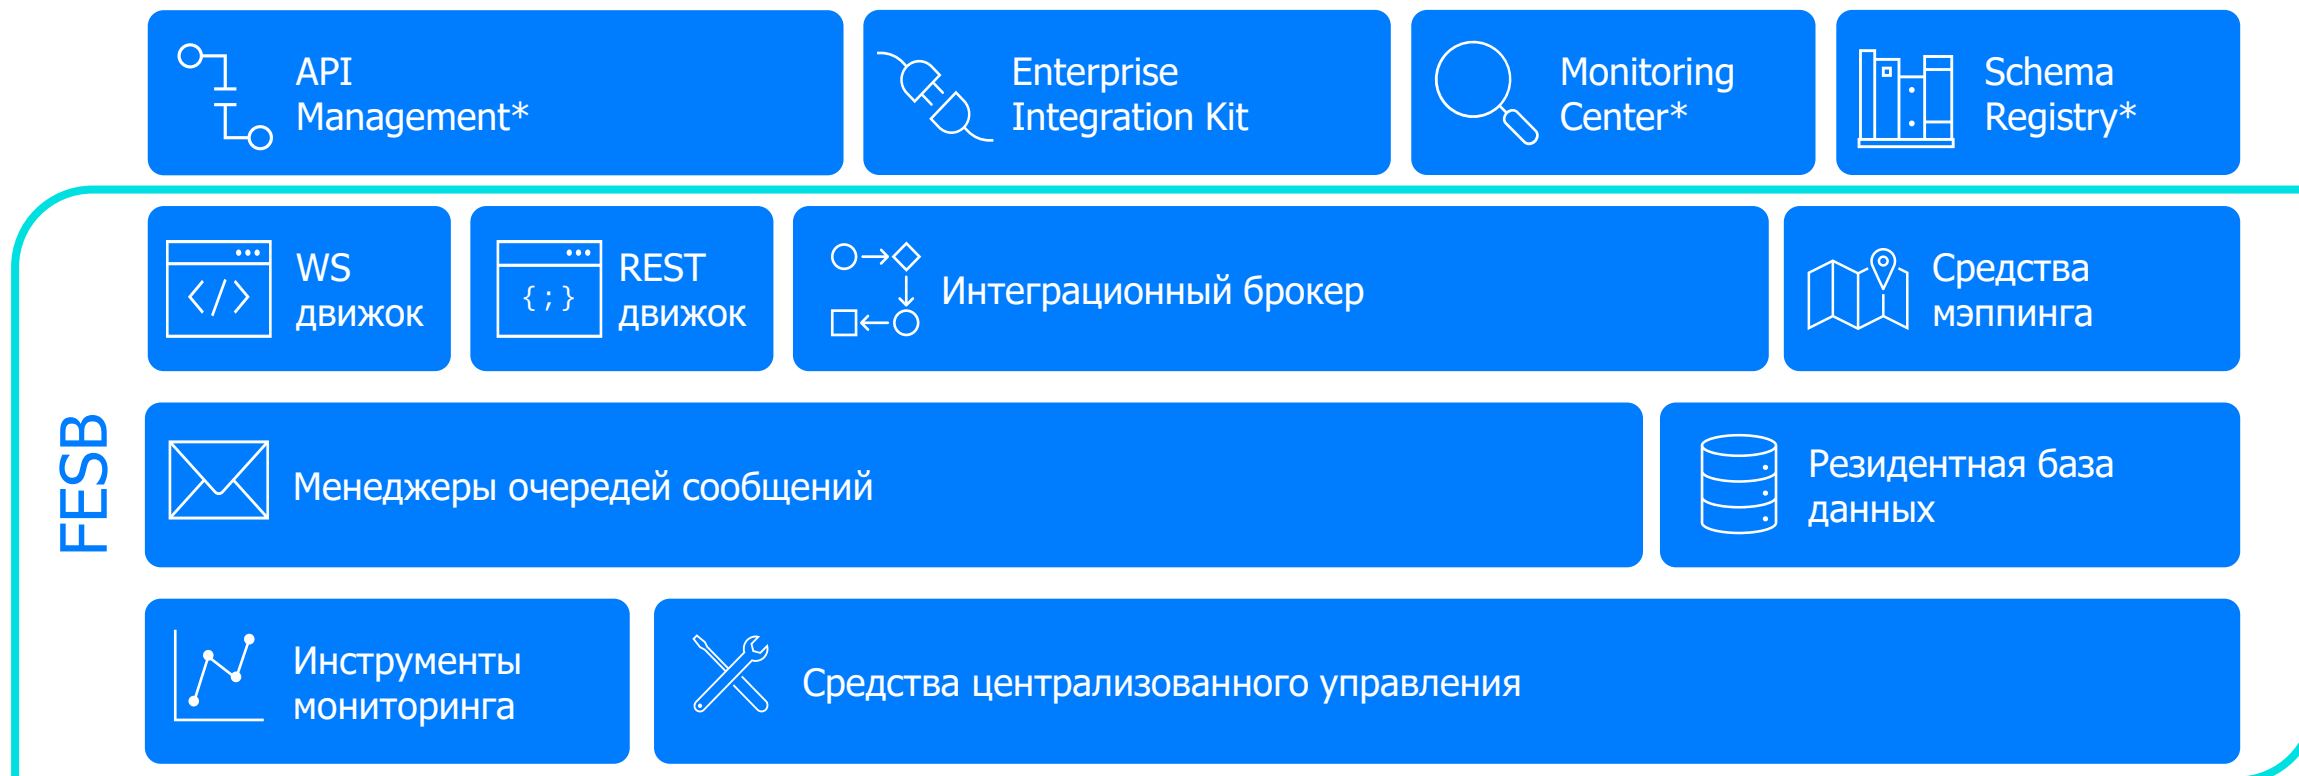 API
Management*
Enterprise
Integration Kit
Monitoring
Center*
Schema
Registry*
FESB
</>
WS
движок
{;}
REST
движок
Интеграционный брокер
Средства
мэппинга
Менеджеры очередей сообщений
Резидентная база
данных
Инструменты
мониторинга
Средства централизованного управления